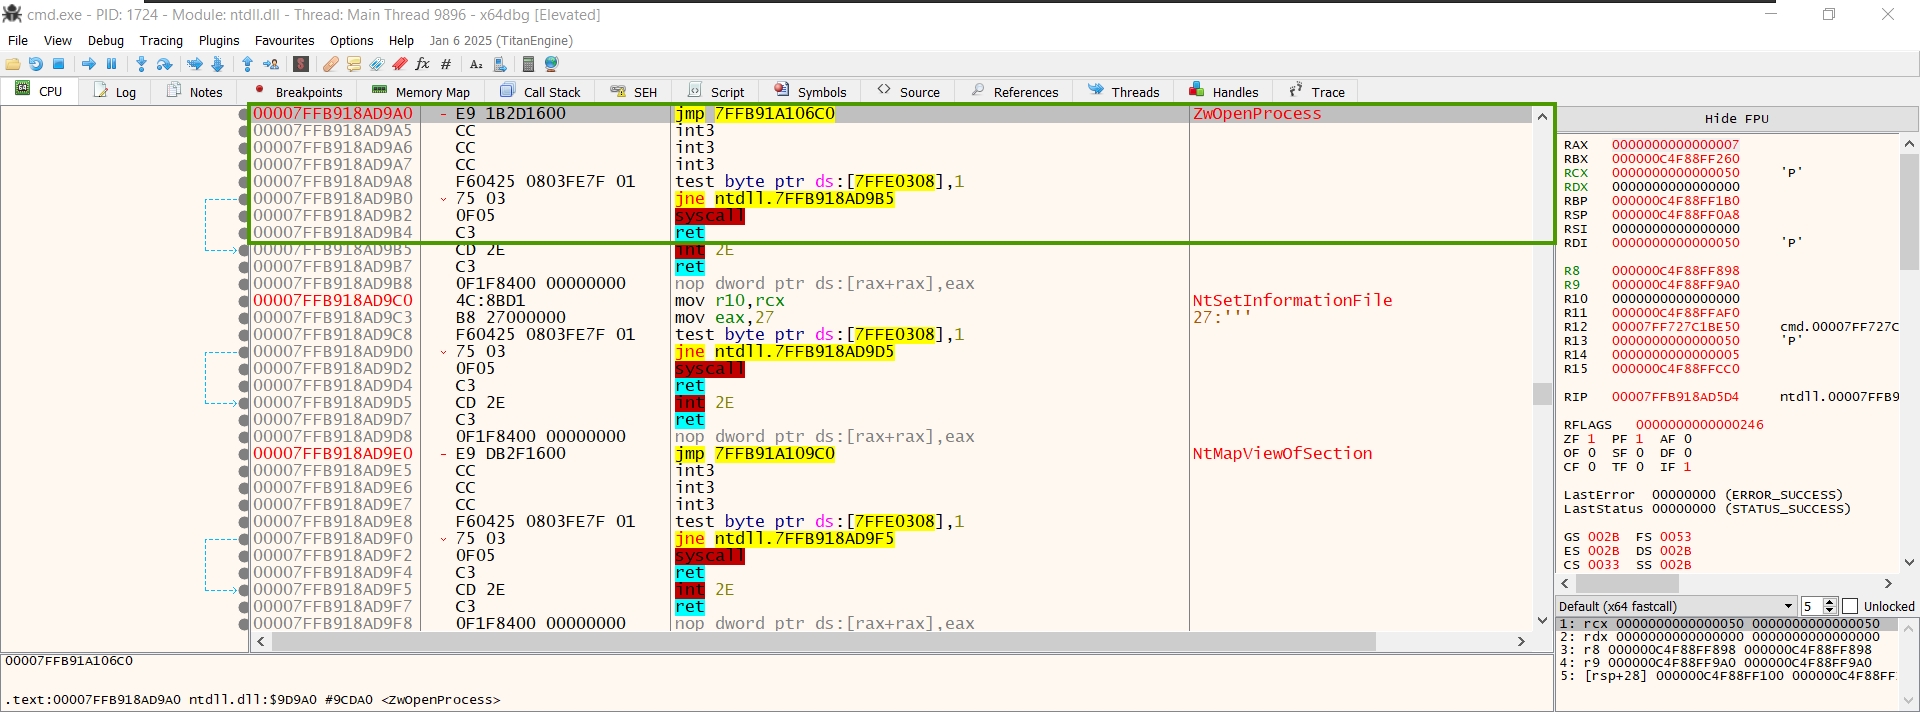 cmd.exe - PID: 1724 - Module: ntdll.dll - Thread: Main Thread 9896 - x64dbg [Elevated]
File View Debug Tracing Plugins Favourites Options Help Jan 6 2025 (TitanEngine)
CPU Log Notes Breakpoints Memory Map Call Stack SEH Script Symbols Source References Threads Handles Trace
00007FFB918AD9A0 - E9 1B2D1600 jmp 7FFB91A106C0 ZwOpenProcess
00007FFB918AD9A5 CC int3
00007FFB918AD9A6 CC int3
00007FFB918AD9A7 CC int3
00007FFB918AD9A8 F60425 0803FE7F 01 test byte ptr ds:[7FFE0308],1
00007FFB918AD9B0 75 03 jne ntdll.7FFB918AD9B5
00007FFB918AD9B2 0F05 syscall
00007FFB918AD9B4 C3 ret
00007FFB918AD9B5 CD 2E int 2E
00007FFB918AD9B7 C3 ret
00007FFB918AD9B8 0F1F8400 00000000 nop dword ptr ds:[rax+rax],eax
00007FFB918AD9C0 4C:8BD1 mov r10,rcx NtSetInformationFile
00007FFB918AD9C3 B8 27000000 mov eax,27 27:'''
00007FFB918AD9C8 F60425 0803FE7F 01 test byte ptr ds:[7FFE0308],1
00007FFB918AD9D0 75 03 jne ntdll.7FFB918AD9D5
00007FFB918AD9D2 0F05 syscall
00007FFB918AD9D4 C3 ret
00007FFB918AD9D5 CD 2E int 2E
00007FFB918AD9D7 C3 ret
00007FFB918AD9D8 0F1F8400 00000000 nop dword ptr ds:[rax+rax],eax
00007FFB918AD9E0 - E9 DB2F1600 jmp 7FFB91A109C0 NtMapViewOfSection
00007FFB918AD9E5 CC int3
00007FFB918AD9E6 CC int3
00007FFB918AD9E7 CC int3
00007FFB918AD9E8 F60425 0803FE7F 01 test byte ptr ds:[7FFE0308],1
00007FFB918AD9F0 75 03 jne ntdll.7FFB918AD9F5
00007FFB918AD9F2 0F05 syscall
00007FFB918AD9F4 C3 ret
00007FFB918AD9F5 CD 2E int 2E
00007FFB918AD9F7 C3 ret
00007FFB918AD9F8 0F1F8400 00000000 nop dword ptr ds:[rax+rax],eax
Hide FPU
RAX 0000000000000007
RBX 000000C4F88FF260
RCX 0000000000000050 'P'
RDX 0000000000000000
RBP 000000C4F88FF1B0
RSP 000000C4F88FF0A8
RSI 0000000000000000
RDI 0000000000000050 'P'
R8 000000C4F88FF898
R9 000000C4F88FF9A0
R10 0000000000000000
R11 000000C4F88FFAF0
R12 00007FF727C1BE50 cmd.00007FF727C
R13 0000000000000050 'P'
R14 0000000000000005
R15 000000C4F88FFCC0
RIP 00007FFB918AD5D4 ntdll.00007FFB9
RFLAGS 0000000000000246
ZF 1 PF 1 AF 0
OF 0 SF 0 DF 0
CF 0 TF 0 IF 1
LastError 00000000 (ERROR_SUCCESS)
LastStatus 00000000 (STATUS_SUCCESS)
GS 002B FS 0053
ES 002B DS 002B
CS 0033 SS 002B
Default (x64 fastcall) 5 Unlocked
1: rcx 0000000000000050 0000000000000050
2: rdx 0000000000000000 0000000000000000
3: r8 000000C4F88FF898 000000C4F88FF898
4: r9 000000C4F88FF9A0 000000C4F88FF9A0
5: [rsp+28] 000000C4F88FF100 000000C4F88FF
00007FFB91A106C0
.text:00007FFB918AD9A0 ntdll.dll:$9D9A0 #9CDA0 <ZwOpenProcess>